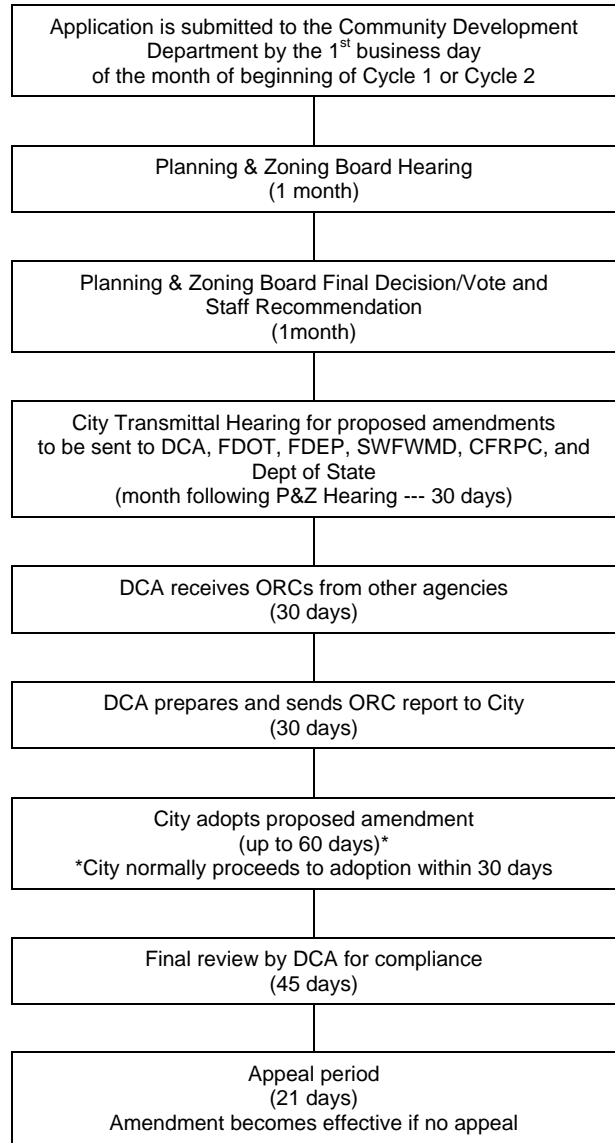 Application is submitted to the Community Development
Department by the 1st business day
of the month of beginning of Cycle 1 or Cycle 2
Planning & Zoning Board Hearing
(1 month)
Planning & Zoning Board Final Decision/Vote and
Staff Recommendation
(1month)
City Transmittal Hearing for proposed amendments
to be sent to DCA, FDOT, FDEP, SWFWMD, CFRPC, and
Dept of State
(month following P&Z Hearing --- 30 days)
DCA receives ORCs from other agencies
(30 days)
DCA prepares and sends ORC report to City
(30 days)
City adopts proposed amendment
(up to 60 days)*
*City normally proceeds to adoption within 30 days
Final review by DCA for compliance
(45 days)
Appeal period
(21 days)
Amendment becomes effective if no appeal